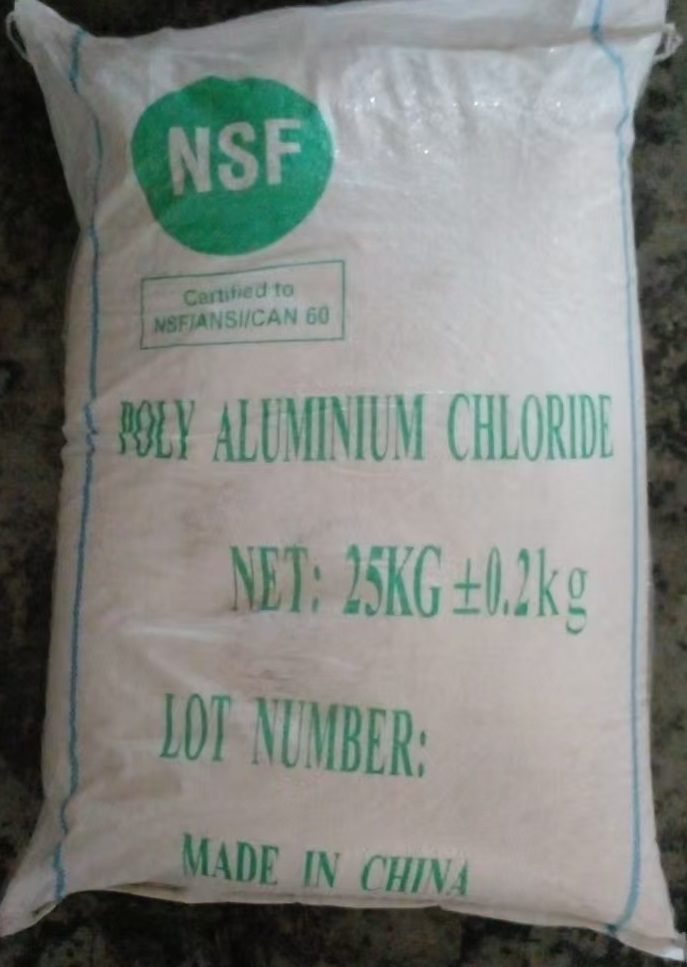 NSF
Certified to
NSF/ANSI/CAN 60
POLY ALUMINIUM CHLORIDE
NET: 25KG ±0.2kg
LOT NUMBER:
MADE IN CHINA